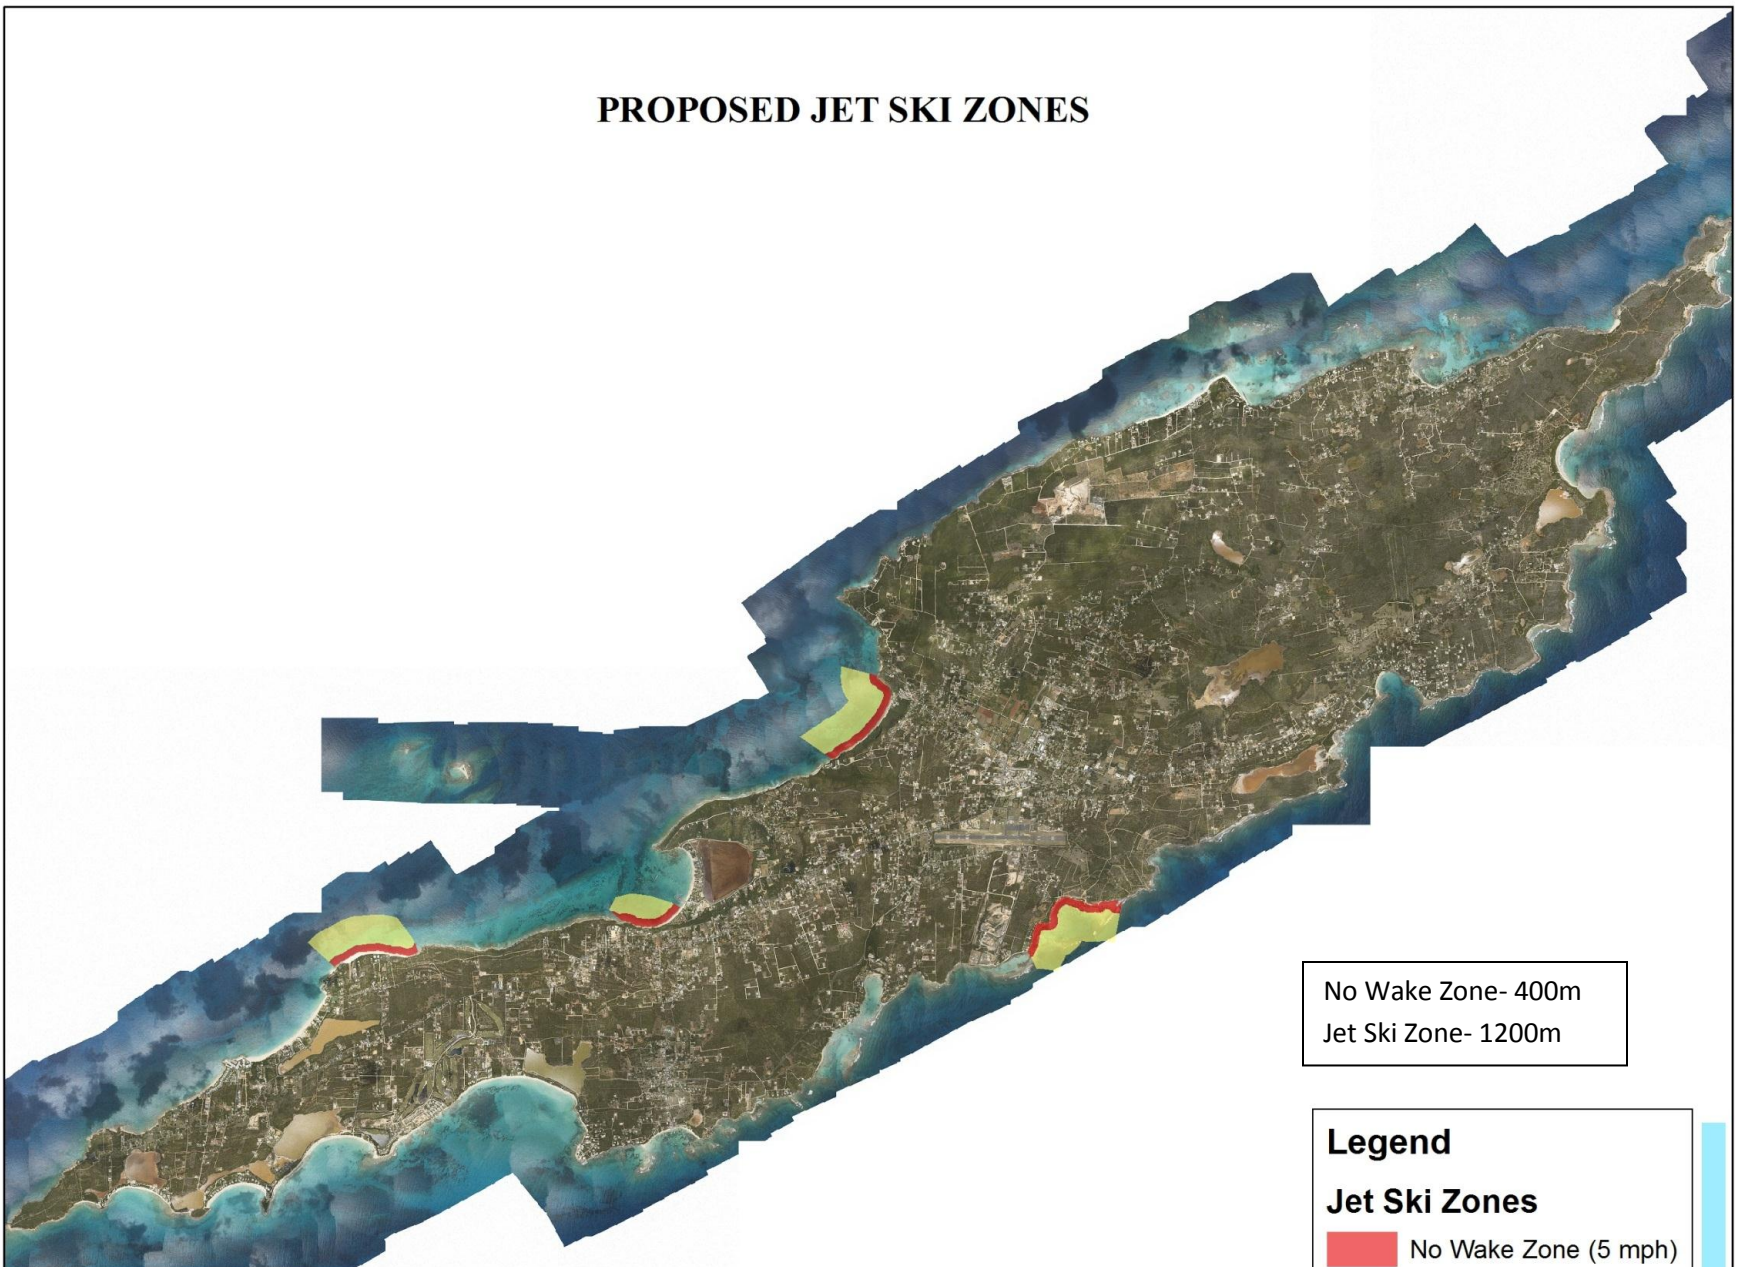 PROPOSED JET SKI ZONES
No Wake Zone- 400m
Jet Ski Zone- 1200m
Legend
Jet Ski Zones
No Wake Zone (5 mph)